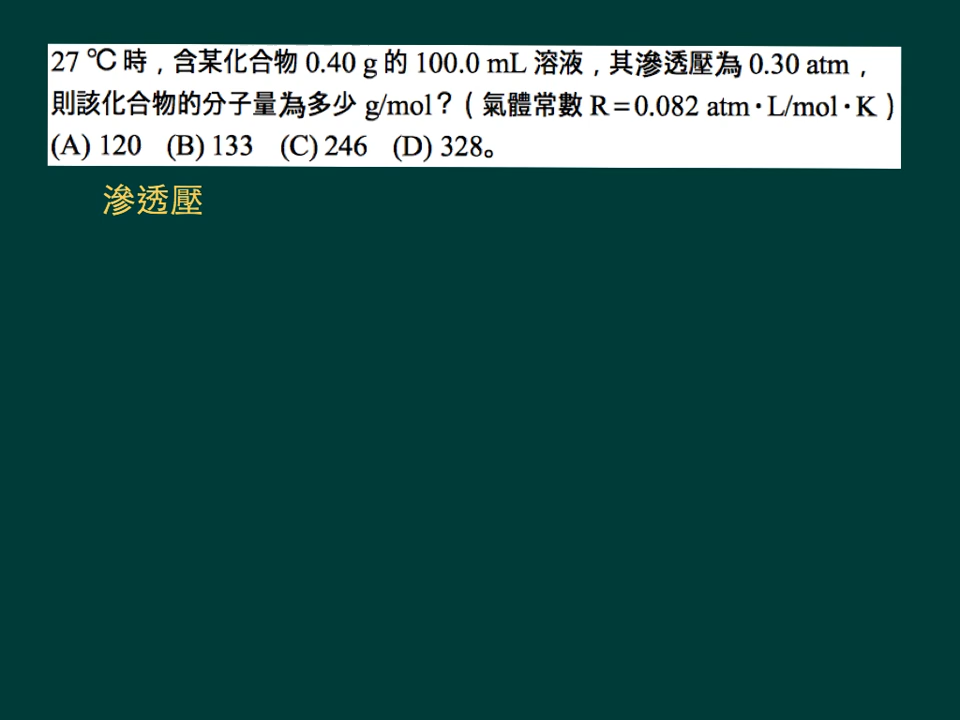 27 ℃ 時，含某化合物 0.40 g 的 100.0 mL 溶液，其滲透壓為 0.30 atm，
則該化合物的分子量為多少 g/mol？（氣體常數 R＝0.082 atm·L/mol·K）
(A) 120 (B) 133 (C) 246 (D) 328。
滲透壓